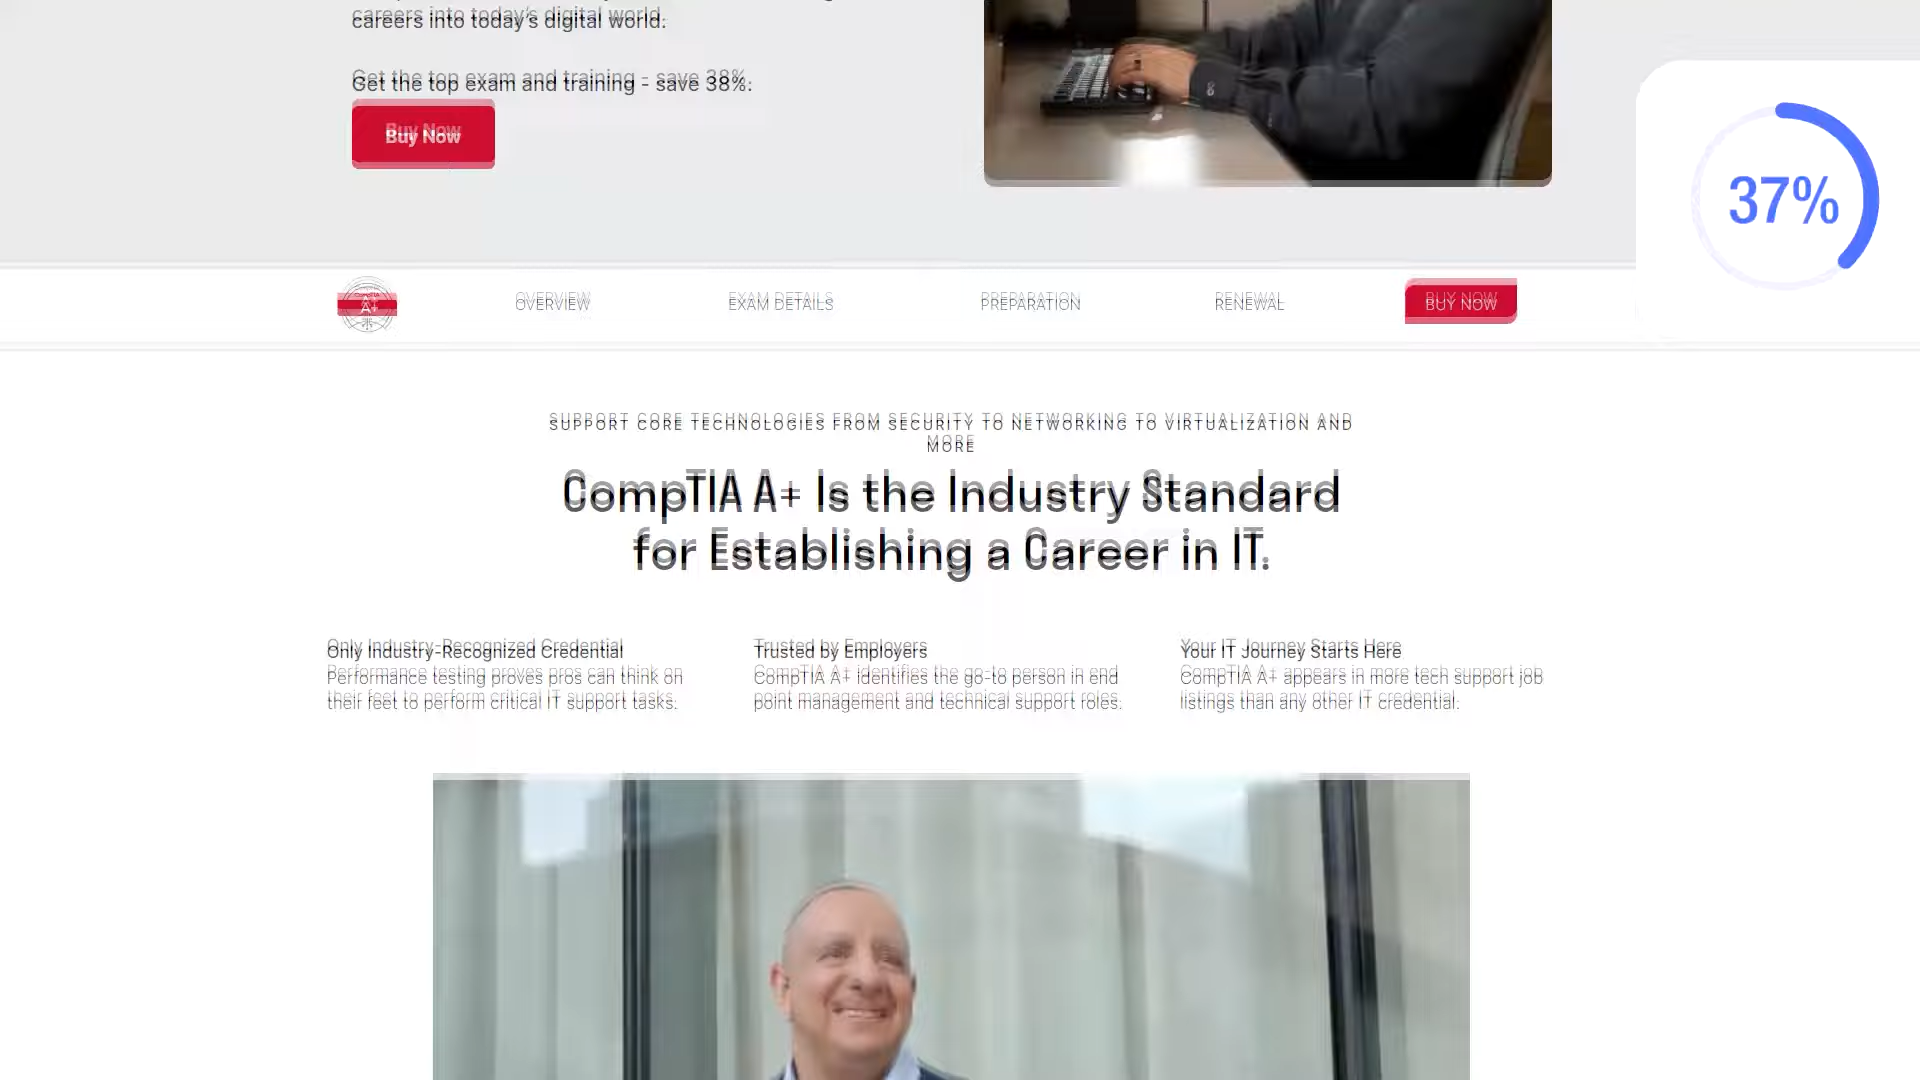 careers into today's digital world.
Get the top exam and training - save 38%.
Buy Now
37%
CompTIA
A+
OVERVIEW
EXAM DETAILS
PREPARATION
RENEWAL
BUY NOW
SUPPORT CORE TECHNOLOGIES FROM SECURITY TO NETWORKING TO VIRTUALIZATION AND
MORE
CompTIA A+ Is the Industry Standard
for Establishing a Career in IT.
Only Industry-Recognized Credential
Performance testing proves pros can think on
their feet to perform critical IT support tasks.
Trusted by Employers
CompTIA A+ identifies the go-to person in end
point management and technical support roles.
Your IT Journey Starts Here
CompTIA A+ appears in more tech support job
listings than any other IT credential.